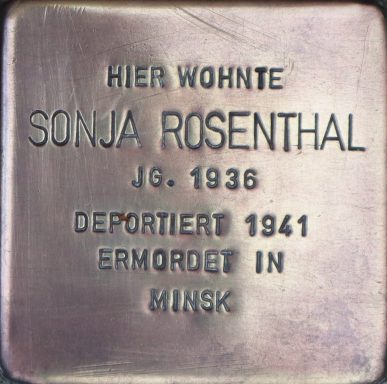 HIER WOHNTE
SONJA ROSENTHAL
JG. 1936
DEPORTIERT 1941
ERMORDET IN
MINSK